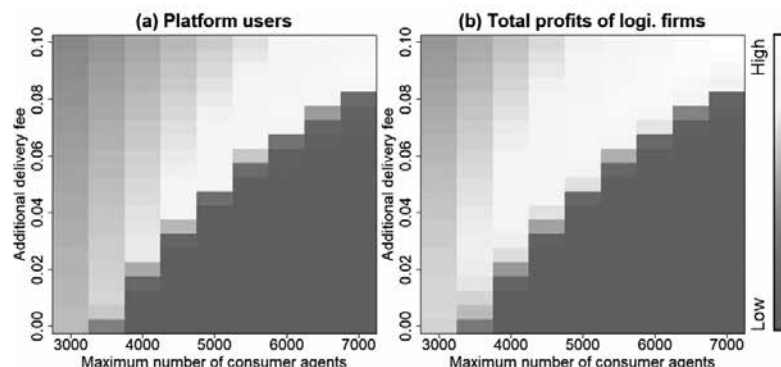 (a) Platform users
(b) Total profits of logi. firms
Additional delivery fee
0.10
0.08
0.06
0.04
0.02
0.00
3000 4000 5000 6000 7000
Maximum number of consumer agents
Additional delivery fee
0.10
0.08
0.06
0.04
0.02
0.00
3000 4000 5000 6000 7000
Maximum number of consumer agents
High
Low